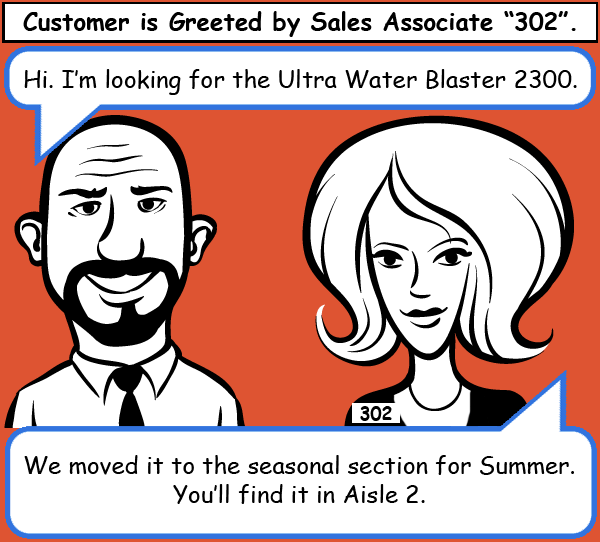 Customer is Greeted by Sales Associate “302”.
Hi. I’m looking for the Ultra Water Blaster 2300.
302
We moved it to the seasonal section for Summer.
You’ll find it in Aisle 2.